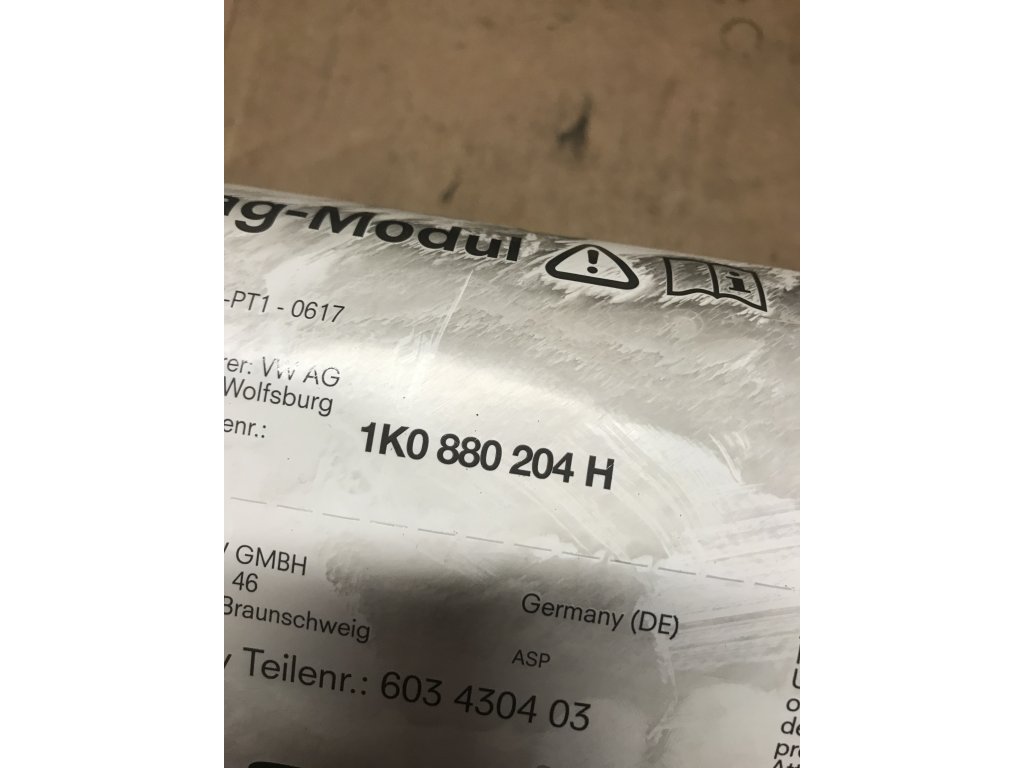 ag-Modul
-PT1 - 0617
rer: VW AG
Wolfsburg
enr.:
1K0 880 204 H
y GMBH
46
Braunschweig
Germany (DE)
ASP
y Teilenr.: 603 4304 03